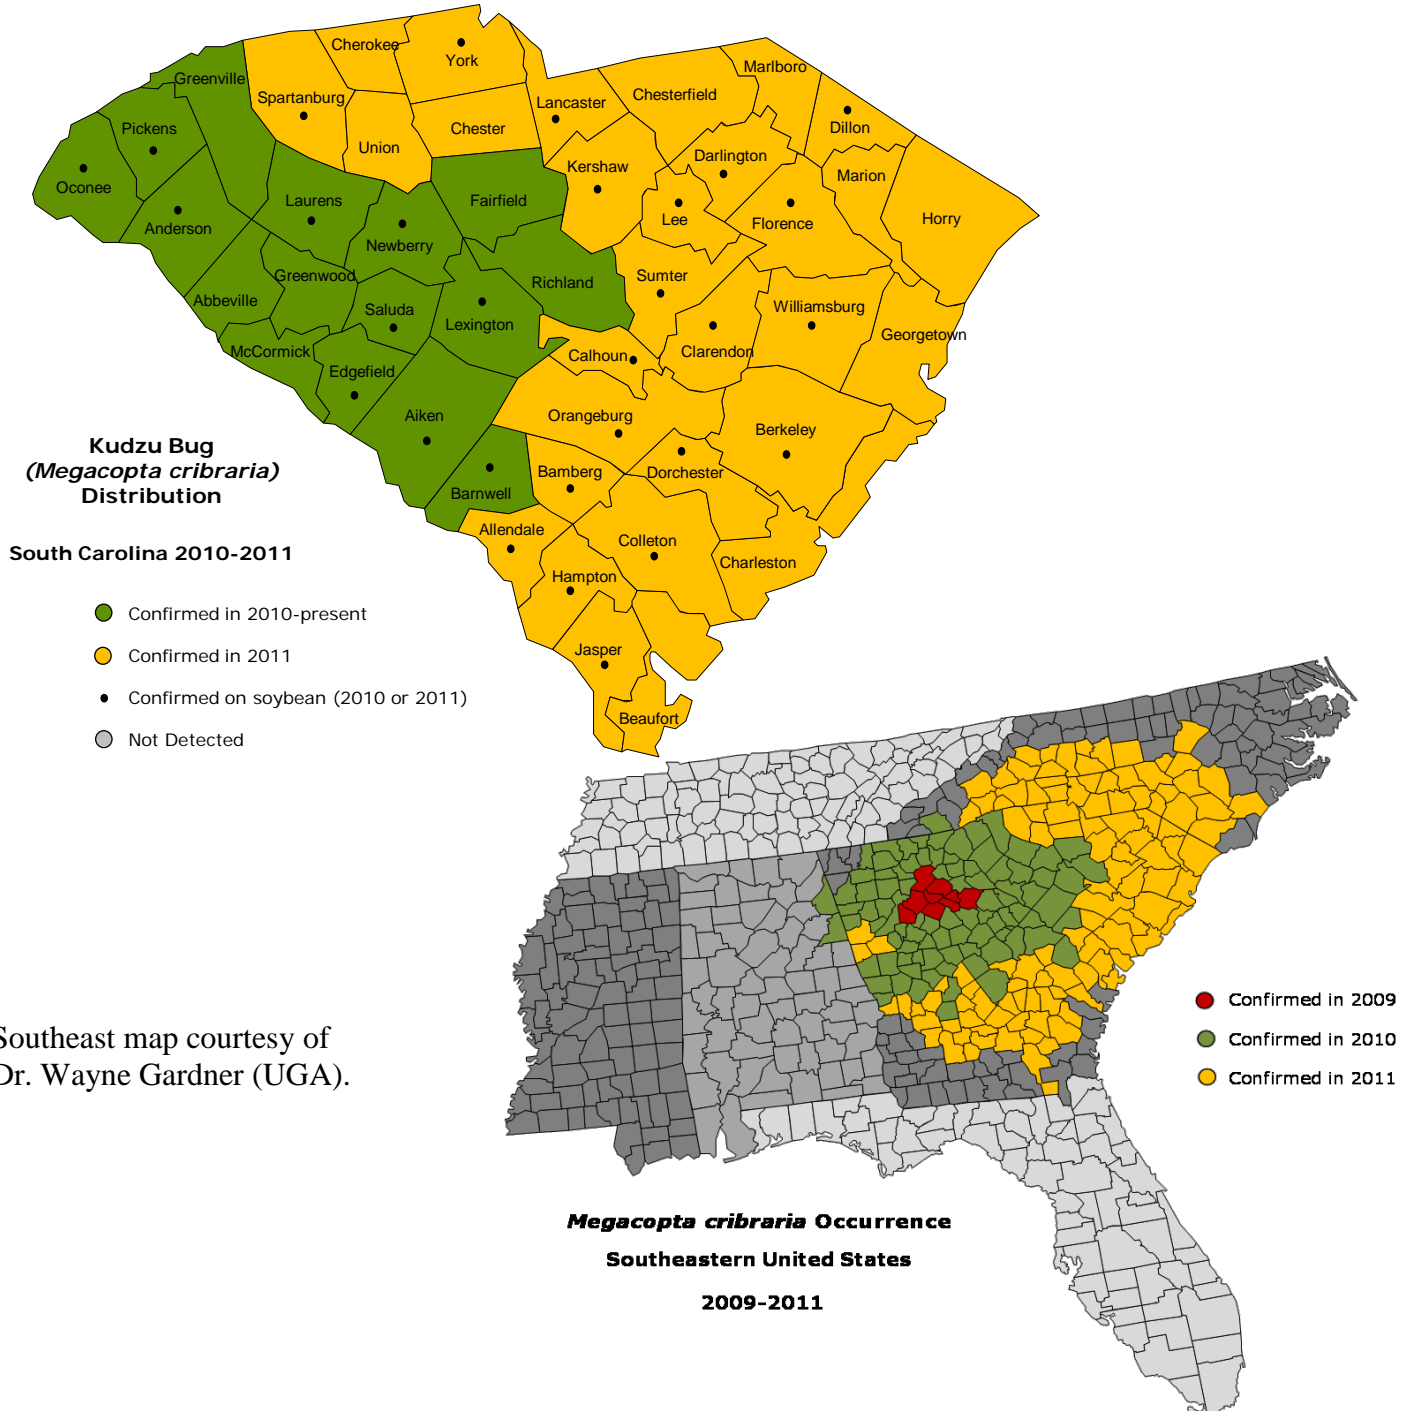 Cherokee
York
Marlboro
Greenville
Spartanburg
Lancaster
Chesterfield
Pickens
Chester
Dillon
Union
Darlington
Kershaw
Marion
Oconee
Laurens
Fairfield
Lee
Florence
Horry
Anderson
Newberry
Greenwood
Richland
Sumter
Abbeville
Saluda
Lexington
Williamsburg
Georgetown
McCormick
Calhoun
Clarendon
Edgefield
Aiken
Orangeburg
Berkeley
Bamberg
Dorchester
Barnwell
Allendale
Colleton
Charleston
Hampton
Jasper
Beaufort
Kudzu Bug
(Megacopta cribraria)
Distribution
South Carolina 2010-2011
Confirmed in 2010-present
Confirmed in 2011
Confirmed on soybean (2010 or 2011)
Not Detected
Southeast map courtesy of
Dr. Wayne Gardner (UGA).
Confirmed in 2009
Confirmed in 2010
Confirmed in 2011
Megacopta cribraria Occurrence
Southeastern United States
2009-2011